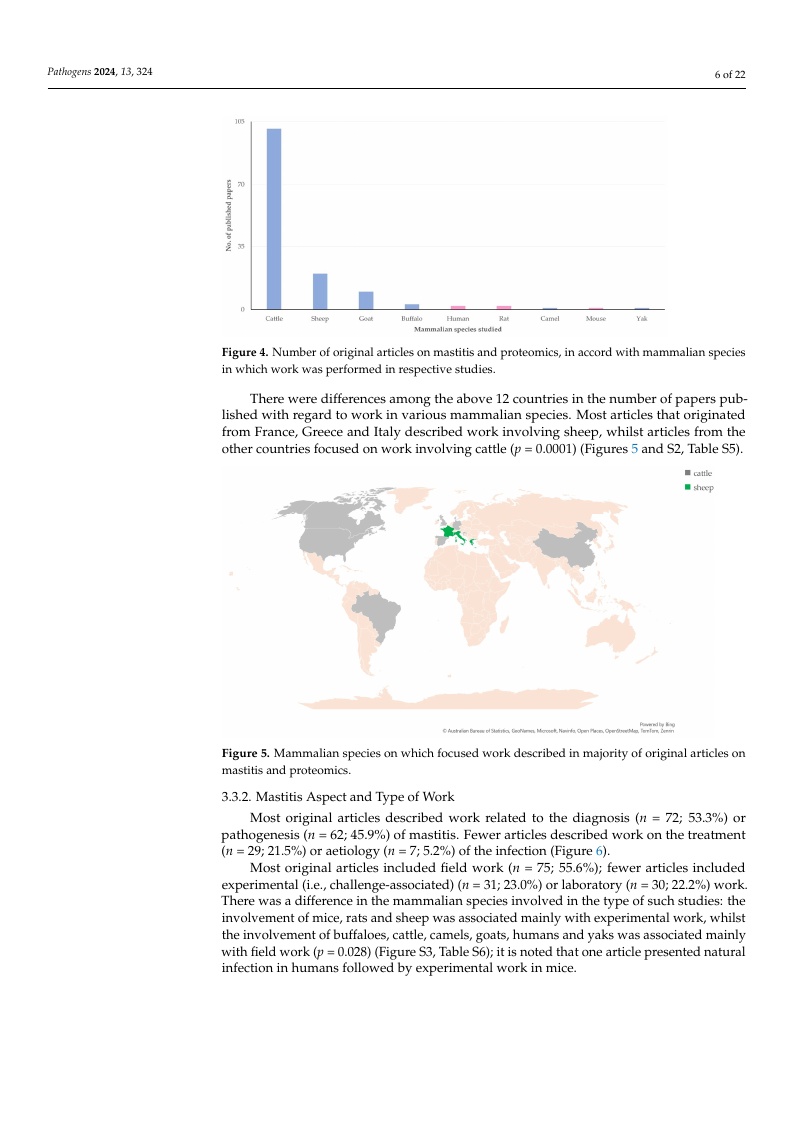 Pathogens 2024, 13, 324
6 of 22
105
70
35
0
No. of published papers
Cattle Sheep Goat Buffalo Human Rat Camel Mouse Yak
Mammalian species studied
Figure 4. Number of original articles on mastitis and proteomics, in accord with mammalian species
in which work was performed in respective studies.
There were differences among the above 12 countries in the number of papers pub-
lished with regard to work in various mammalian species. Most articles that originated
from France, Greece and Italy described work involving sheep, whilst articles from the
other countries focused on work involving cattle (p = 0.0001) (Figures 5 and S2, Table S5).
cattle
sheep
Powered by Bing
© Australian Bureau of Statistics, GeoNames, Microsoft, Navinfo, Open Places, OpenStreetMap, TomTom, Zenrin
Figure 5. Mammalian species on which focused work described in majority of original articles on
mastitis and proteomics.
3.3.2. Mastitis Aspect and Type of Work
Most original articles described work related to the diagnosis (n = 72; 53.3%) or
pathogenesis (n = 62; 45.9%) of mastitis. Fewer articles described work on the treatment
(n = 29; 21.5%) or aetiology (n = 7; 5.2%) of the infection (Figure 6).
Most original articles included field work (n = 75; 55.6%); fewer articles included
experimental (i.e., challenge-associated) (n = 31; 23.0%) or laboratory (n = 30; 22.2%) work.
There was a difference in the mammalian species involved in the type of such studies: the
involvement of mice, rats and sheep was associated mainly with experimental work, whilst
the involvement of buffaloes, cattle, camels, goats, humans and yaks was associated mainly
with field work (p = 0.028) (Figure S3, Table S6); it is noted that one article presented natural
infection in humans followed by experimental work in mice.